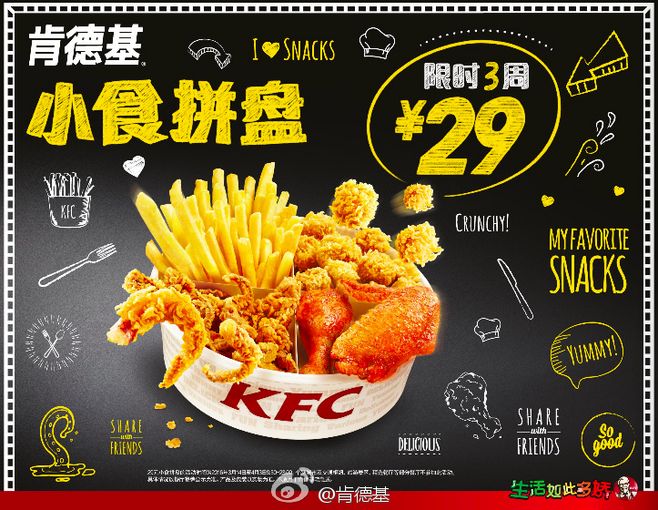 肯德基
小食拼盘
I ♥ SNACKS
限时3周
¥29
KFC
CRUNCHY!
MY FAVORITE
SNACKS
YUMMY!
KFC
SHARE
with
FRIENDS
DELICIOUS
SHARE
with
FRIENDS
So
good
生活如此多娇
@肯德基